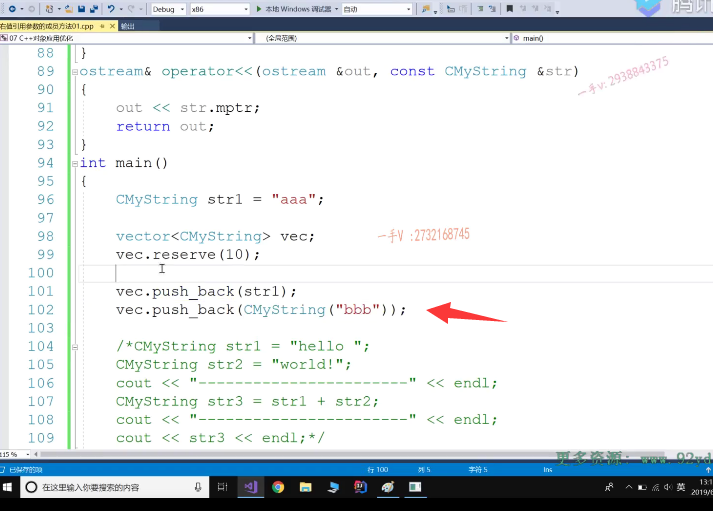 Debug x86 本地 Windows 调试器 自动
腾讯
右值引用参数的成员方法01.cpp 输出
07 C++对象应用优化 (全局范围) main()
88 }
89 ostream& operator<<(ostream &out, const CMyString &str)
一手v:2938843375
90 {
91 out << str.mptr;
92 return out;
93 }
94 int main()
95 {
96 CMyString str1 = "aaa";
97
98 vector<CMyString> vec;
一手V :2732168745
99 vec.reserve(10);
100
101 vec.push_back(str1);
102 vec.push_back(CMyString("bbb"));
103
104 /*CMyString str1 = "hello ";
105 CMyString str2 = "world!";
106 cout << "-----------------------" << endl;
107 CMyString str3 = str1 + str2;
108 cout << "-----------------------" << endl;
109 cout << str3 << endl;*/
115 %
更多资源: www.92xd
已保存的项 行 100 列 5 字符 5 Ins
在这里输入你要搜索的内容
英
13:1
2019/6